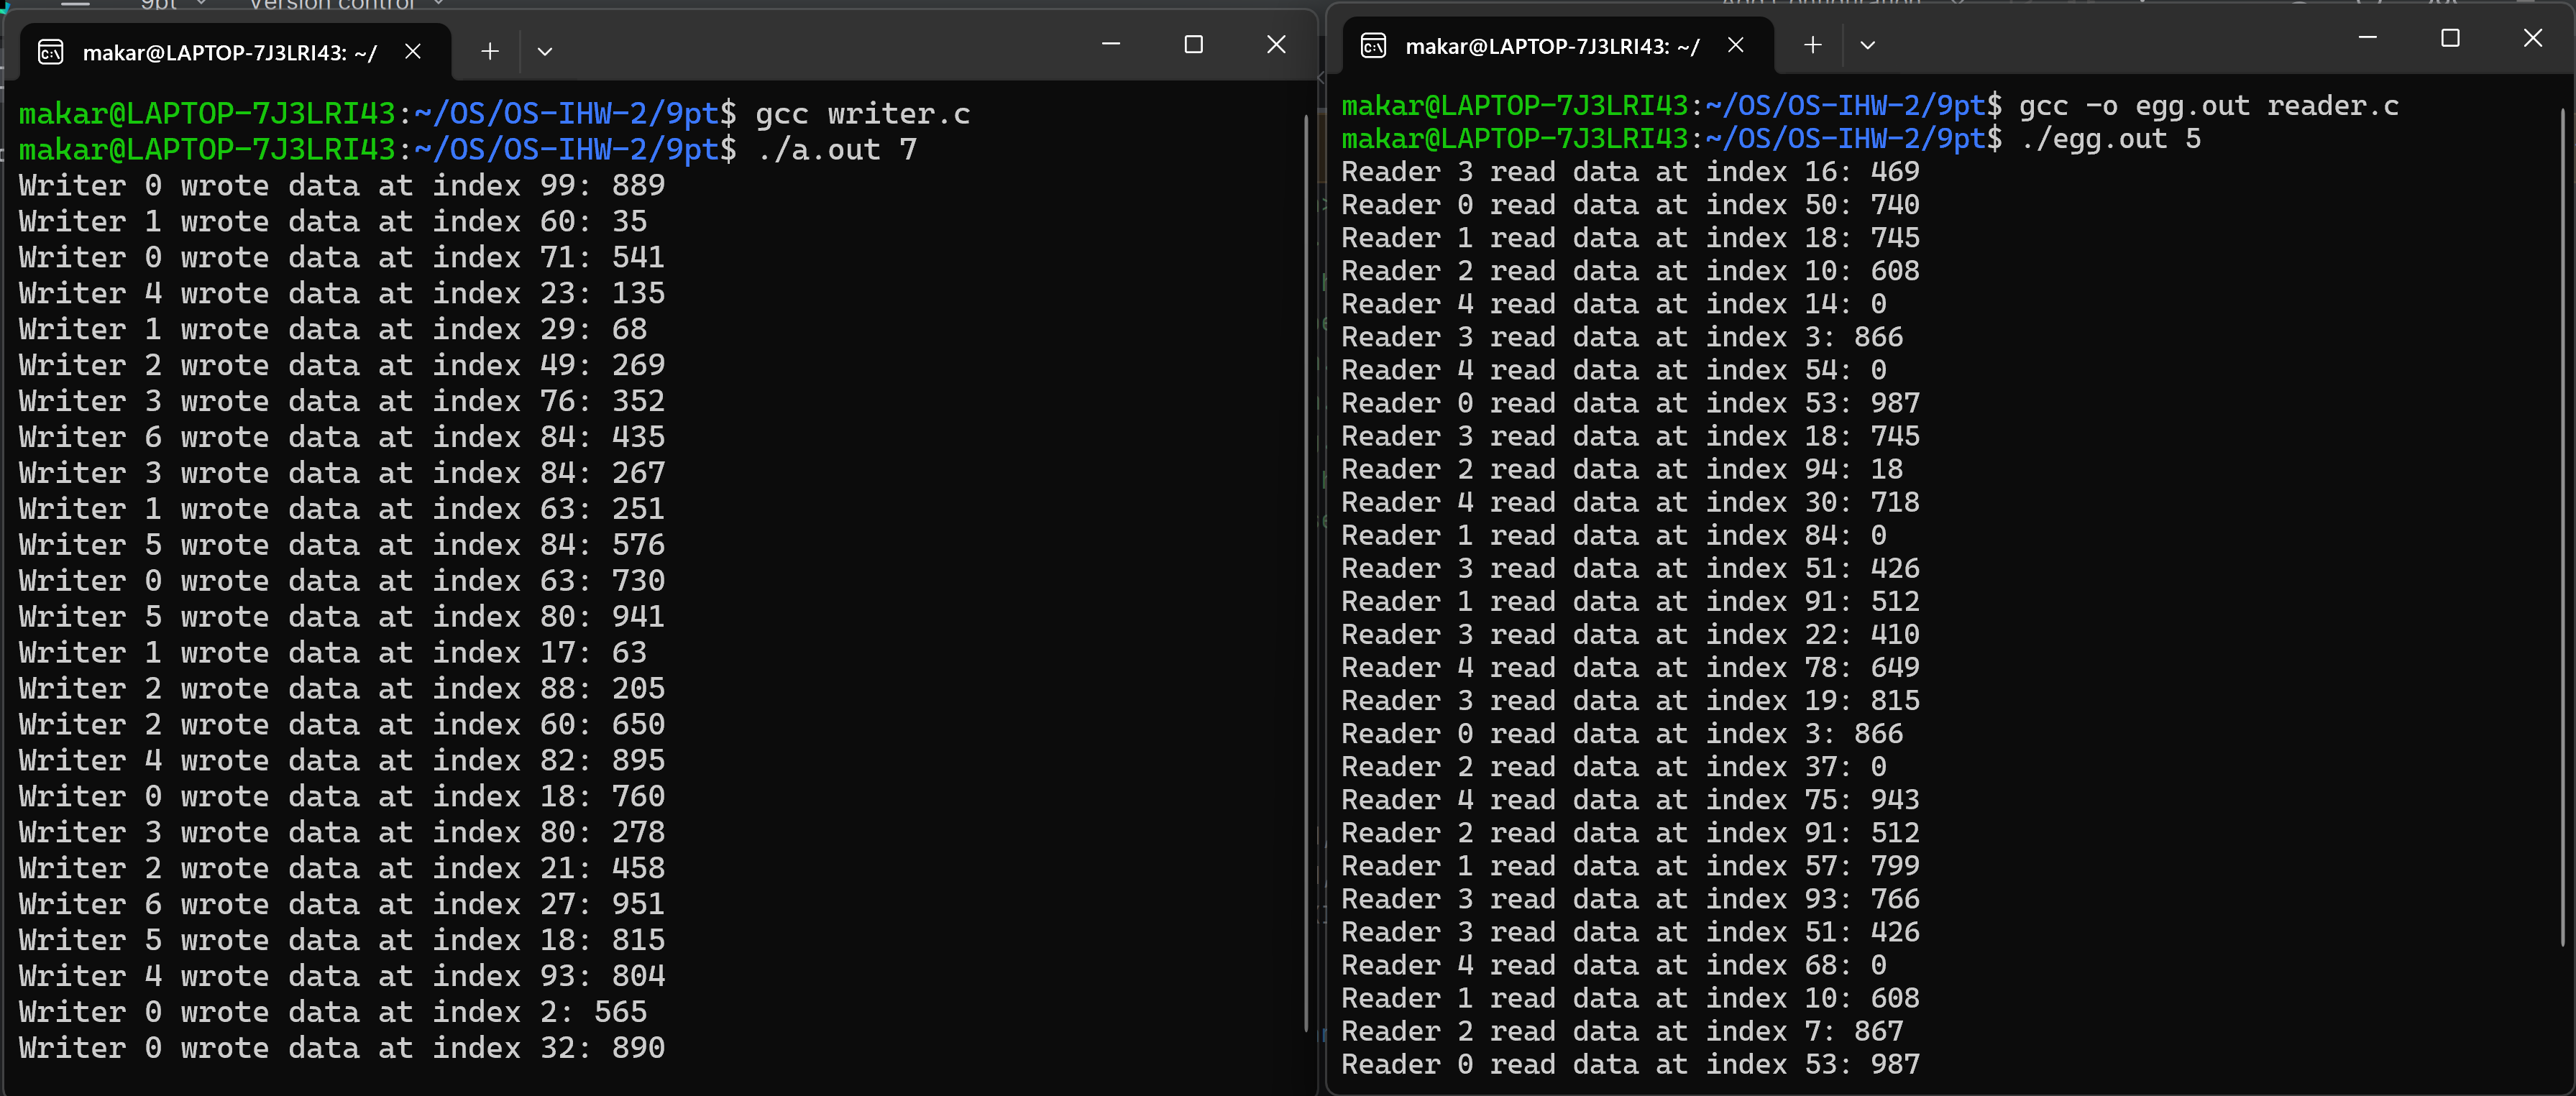 9pt
Version control
makar@LAPTOP-7J3LRI43: ~/
makar@LAPTOP-7J3LRI43:~/OS/OS-IHW-2/9pt$ gcc writer.c
makar@LAPTOP-7J3LRI43:~/OS/OS-IHW-2/9pt$ ./a.out 7
Writer 0 wrote data at index 99: 889
Writer 1 wrote data at index 60: 35
Writer 0 wrote data at index 71: 541
Writer 4 wrote data at index 23: 135
Writer 1 wrote data at index 29: 68
Writer 2 wrote data at index 49: 269
Writer 3 wrote data at index 76: 352
Writer 6 wrote data at index 84: 435
Writer 3 wrote data at index 84: 267
Writer 1 wrote data at index 63: 251
Writer 5 wrote data at index 84: 576
Writer 0 wrote data at index 63: 730
Writer 5 wrote data at index 80: 941
Writer 1 wrote data at index 17: 63
Writer 2 wrote data at index 88: 205
Writer 2 wrote data at index 60: 650
Writer 4 wrote data at index 82: 895
Writer 0 wrote data at index 18: 760
Writer 3 wrote data at index 80: 278
Writer 2 wrote data at index 21: 458
Writer 6 wrote data at index 27: 951
Writer 5 wrote data at index 18: 815
Writer 4 wrote data at index 93: 804
Writer 0 wrote data at index 2: 565
Writer 0 wrote data at index 32: 890
makar@LAPTOP-7J3LRI43: ~/
makar@LAPTOP-7J3LRI43:~/OS/OS-IHW-2/9pt$ gcc -o egg.out reader.c
makar@LAPTOP-7J3LRI43:~/OS/OS-IHW-2/9pt$ ./egg.out 5
Reader 3 read data at index 16: 469
Reader 0 read data at index 50: 740
Reader 1 read data at index 18: 745
Reader 2 read data at index 10: 608
Reader 4 read data at index 14: 0
Reader 3 read data at index 3: 866
Reader 4 read data at index 54: 0
Reader 0 read data at index 53: 987
Reader 3 read data at index 18: 745
Reader 2 read data at index 94: 18
Reader 4 read data at index 30: 718
Reader 1 read data at index 84: 0
Reader 3 read data at index 51: 426
Reader 1 read data at index 91: 512
Reader 3 read data at index 22: 410
Reader 4 read data at index 78: 649
Reader 3 read data at index 19: 815
Reader 0 read data at index 3: 866
Reader 2 read data at index 37: 0
Reader 4 read data at index 75: 943
Reader 2 read data at index 91: 512
Reader 1 read data at index 57: 799
Reader 3 read data at index 93: 766
Reader 3 read data at index 51: 426
Reader 4 read data at index 68: 0
Reader 1 read data at index 10: 608
Reader 2 read data at index 7: 867
Reader 0 read data at index 53: 987